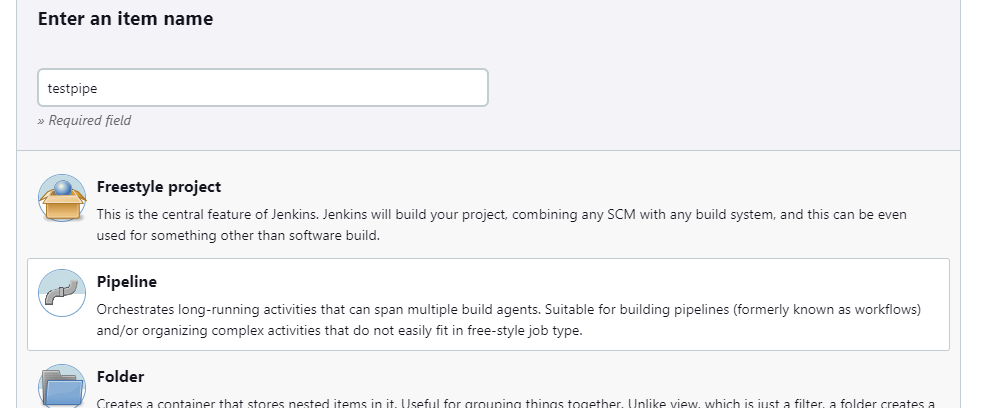 Enter an item name
testpipe
» Required field
Freestyle project
This is the central feature of Jenkins. Jenkins will build your project, combining any SCM with any build system, and this can be even
used for something other than software build.
Pipeline
Orchestrates long-running activities that can span multiple build agents. Suitable for building pipelines (formerly known as workflows)
and/or organizing complex activities that do not easily fit in free-style job type.
Folder
Creates a container that stores nested items in it. Useful for grouping things together. Unlike view, which is just a filter, a folder creates a